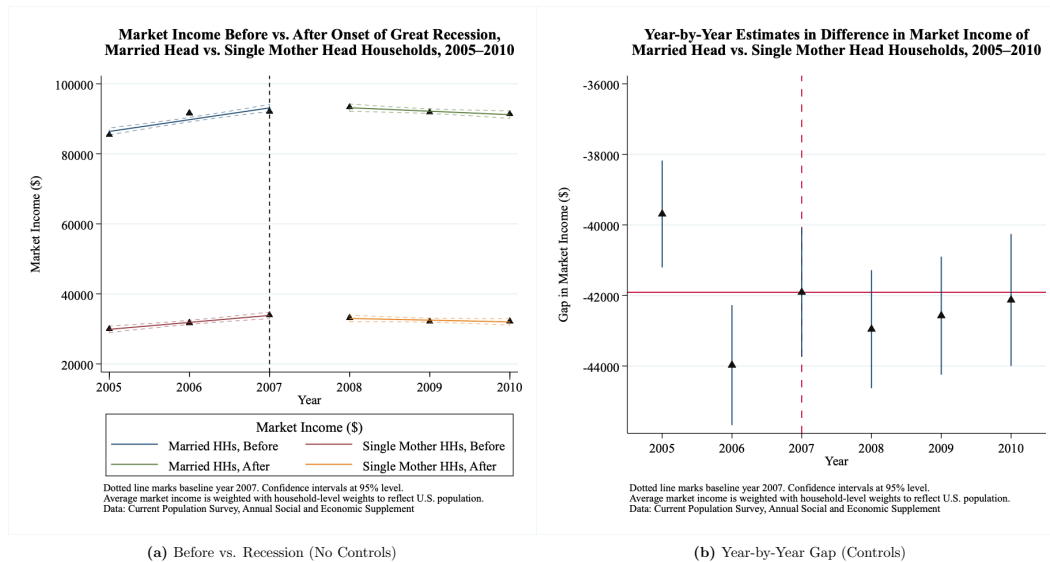 Market Income Before vs. After Onset of Great Recession,
Married Head vs. Single Mother Head Households, 2005–2010
100000
80000
60000
40000
20000
Market Income ($)
2005 2006 2007 2008 2009 2010
Year
Market Income ($)
Married HHs, Before Single Mother HHs, Before
Married HHs, After Single Mother HHs, After
Dotted line marks baseline year 2007. Confidence intervals at 95% level.
Average market income is weighted with household-level weights to reflect U.S. population.
Data: Current Population Survey, Annual Social and Economic Supplement
(a) Before vs. Recession (No Controls)
Year-by-Year Estimates in Difference in Market Income of
Married Head vs. Single Mother Head Households, 2005–2010
-36000
-38000
-40000
-42000
-44000
Gap in Market Income ($)
2005 2006 2007 2008 2009 2010
Year
Dotted line marks baseline year 2007. Confidence intervals at 95% level.
Average market income is weighted with household-level weights to reflect U.S. population.
Data: Current Population Survey, Annual Social and Economic Supplement
(b) Year-by-Year Gap (Controls)